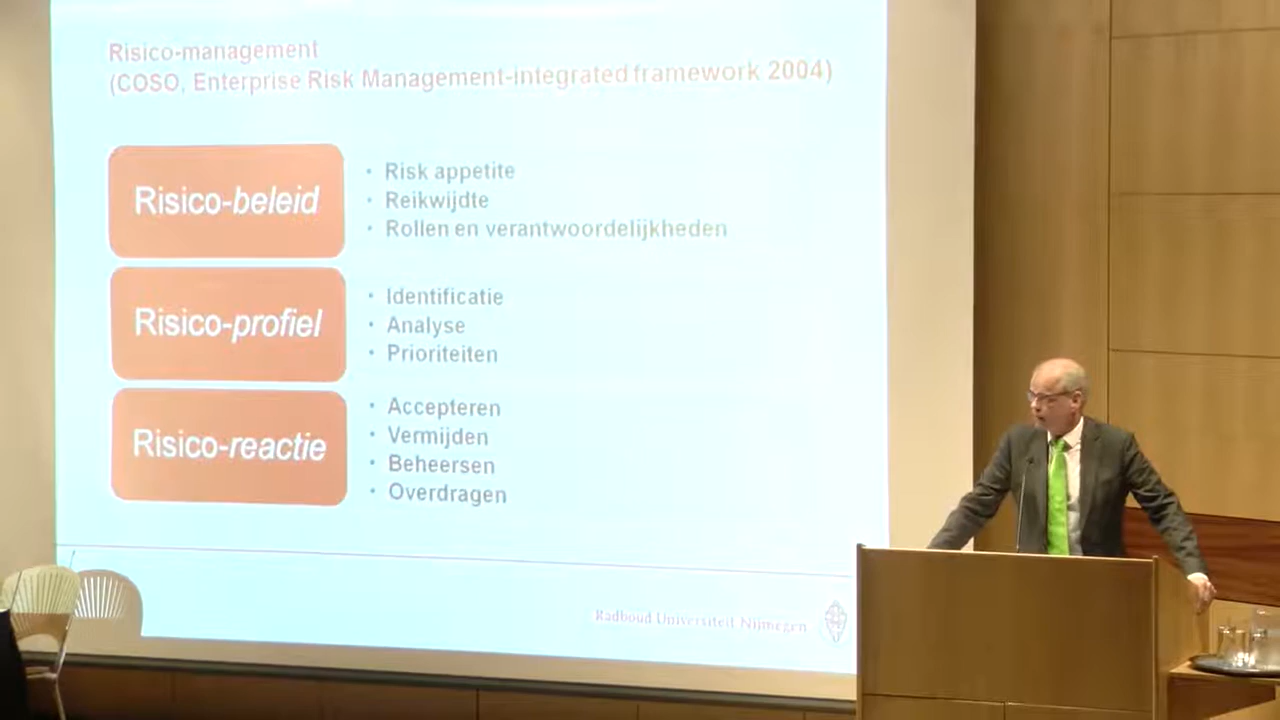 Risico-management
(COSO, Enterprise Risk Management-integrated framework 2004)
Risico-beleid
• Risk appetite
• Reikwijdte
• Rollen en verantwoordelijkheden
Risico-profiel
• Identificatie
• Analyse
• Prioriteiten
Risico-reactie
• Accepteren
• Vermijden
• Beheersen
• Overdragen
Radboud Universiteit Nijmegen